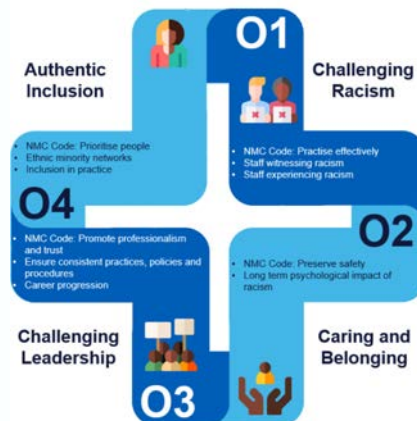 O1
Challenging
Racism
• NMC Code: Practise effectively
• Staff witnessing racism
• Staff experiencing racism
O2
• NMC Code: Preserve safety
• Long term psychological impact of
racism
Caring and
Belonging
O3
Challenging
Leadership
• NMC Code: Promote professionalism
and trust
• Ensure consistent practices, policies and
procedures
• Career progression
O4
Authentic
Inclusion
• NMC Code: Prioritise people
• Ethnic minority networks
• Inclusion in practice